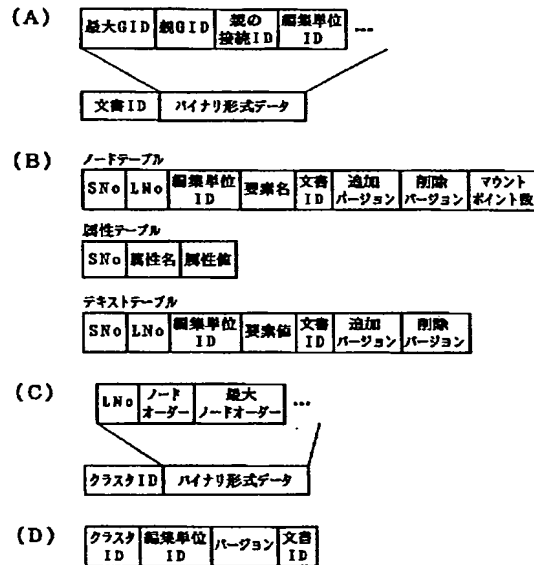 (A)
最大GID 親GID 親の接続ID 編集単位ID ...
文書ID バイナリ形式データ
(B)
ノードテーブル
SNo LNo 編集単位ID 要素名 文書ID 追加バージョン 削除バージョン マウントポイント数
属性テーブル
SNo 属性名 属性値
テキストテーブル
SNo LNo 編集単位ID 要素値 文書ID 追加バージョン 削除バージョン
(C)
LNo ノードオーダー 最大ノードオーダー ...
クラスタID バイナリ形式データ
(D)
クラスタID 編集単位ID バージョン 文書ID